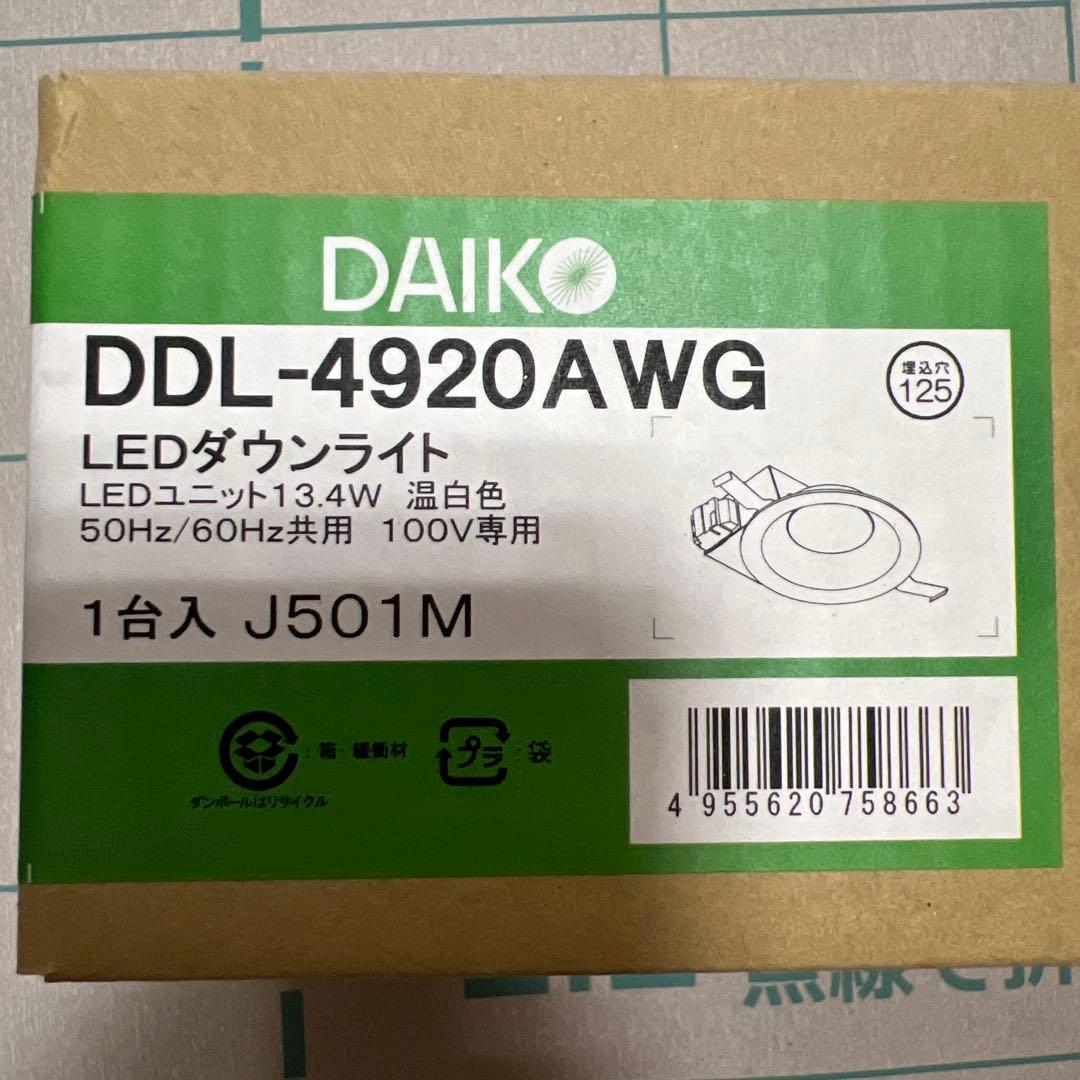 DAIKO
DDL-4920AWG
埋込穴
125
LEDダウンライト
LEDユニット13.4W 温白色
50Hz/60Hz共用 100V専用
1台入 J501M
:箱・緩衝材
ダンボールはリサイクル
プラ
:袋
4 955620 758663